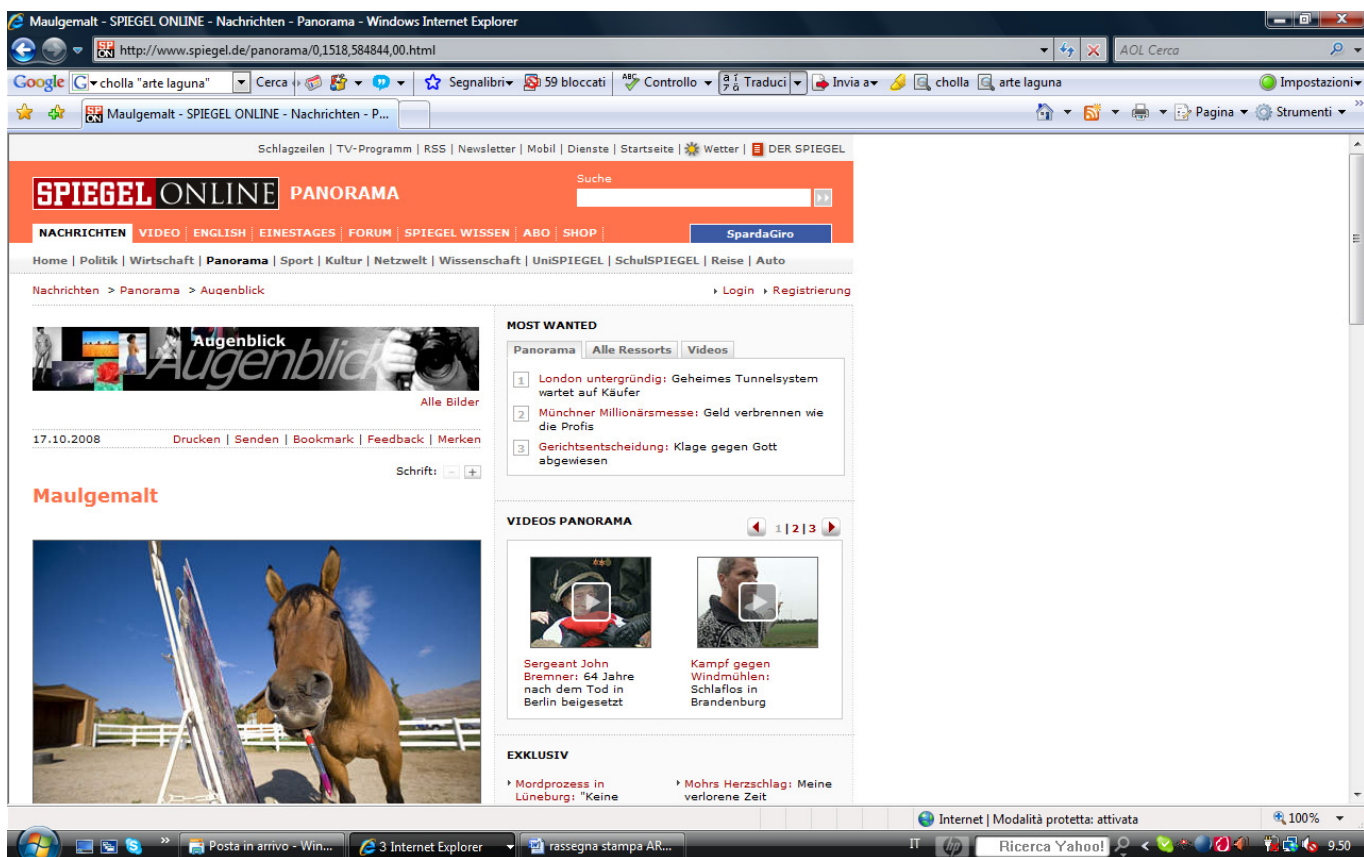 Maulgemalt - SPIEGEL ONLINE - Nachrichten - Panorama - Windows Internet Explorer
http://www.spiegel.de/panorama/0,1518,584844,00.html
AOL Cerca
Google
cholla "arte laguna"
Cerca
Segnalibri
59 bloccati
ABC Controllo
Traduci
Invia a
cholla
arte laguna
Impostazioni
Maulgemalt - SPIEGEL ONLINE - Nachrichten - P...
Pagina
Strumenti
Schlagzeilen | TV-Programm | RSS | Newsletter | Mobil | Dienste | Startseite | Wetter | DER SPIEGEL
SPIEGEL ONLINE PANORAMA
Suche
NACHRICHTEN VIDEO ENGLISH EINESTAGES FORUM SPIEGEL WISSEN ABO SHOP
SpardaGiro
Home | Politik | Wirtschaft | Panorama | Sport | Kultur | Netzwelt | Wissenschaft | UniSPIEGEL | SchulSPIEGEL | Reise | Auto
Nachrichten > Panorama > Augenblick
Login Registrierung
Augenblick
Augenblick
Alle Bilder
17.10.2008
Drucken | Senden | Bookmark | Feedback | Merken
Schrift: - +
Maulgemalt
MOST WANTED
Panorama Alle Ressorts Videos
1 London untergründig: Geheimes Tunnelsystem
wartet auf Käufer
2 Münchner Millionärsmesse: Geld verbrennen wie
die Profis
3 Gerichtsentscheidung: Klage gegen Gott
abgewiesen
VIDEOS PANORAMA
1|2|3
Sergeant John
Bremner: 64 Jahre
nach dem Tod in
Berlin beigesetzt
Kampf gegen
Windmühlen:
Schlaflos in
Brandenburg
EXKLUSIV
Mordprozess in
Lüneburg: "Keine
Mohrs Herzschlag: Meine
verlorene Zeit
Internet | Modalità protetta: attivata
100%
Posta in arrivo - Win...
3 Internet Explorer
rassegna stampa AR...
IT
hp
Ricerca Yahoo!
9.50